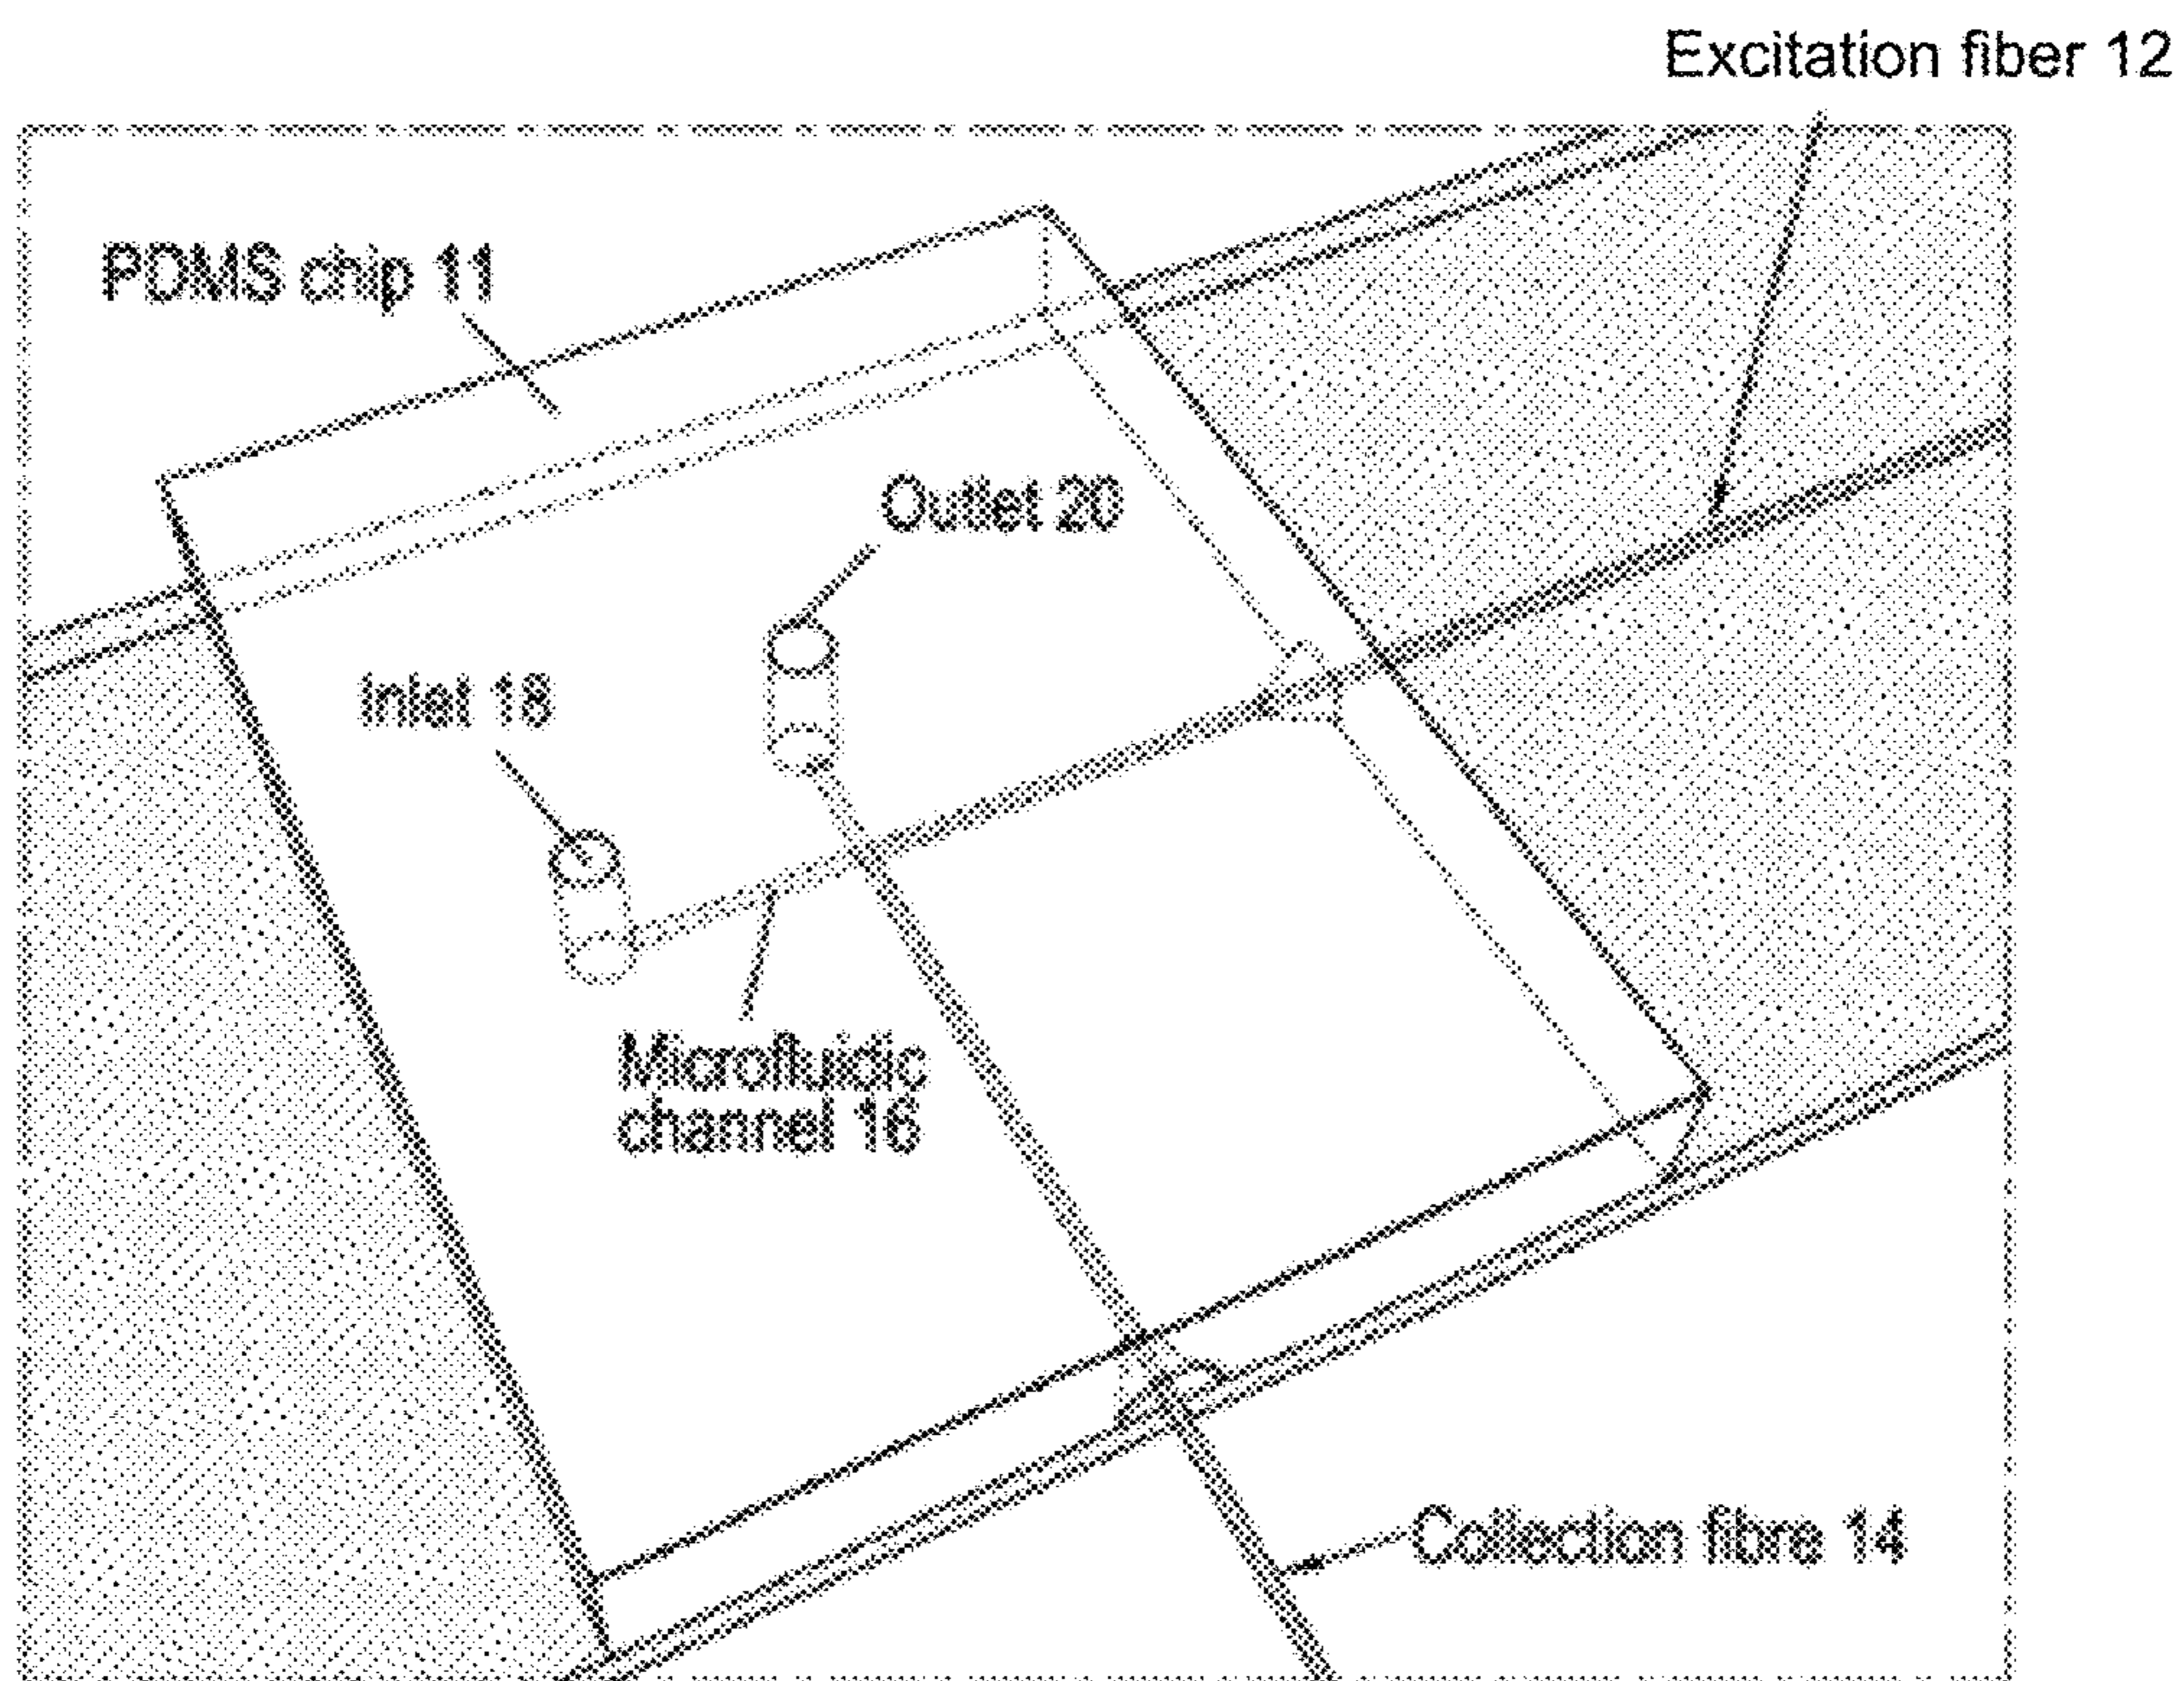 Excitation fiber 12
PDMS chip 11
Outlet 20
Inlet 18
Microfluidic
channel 16
Collection fibre 14